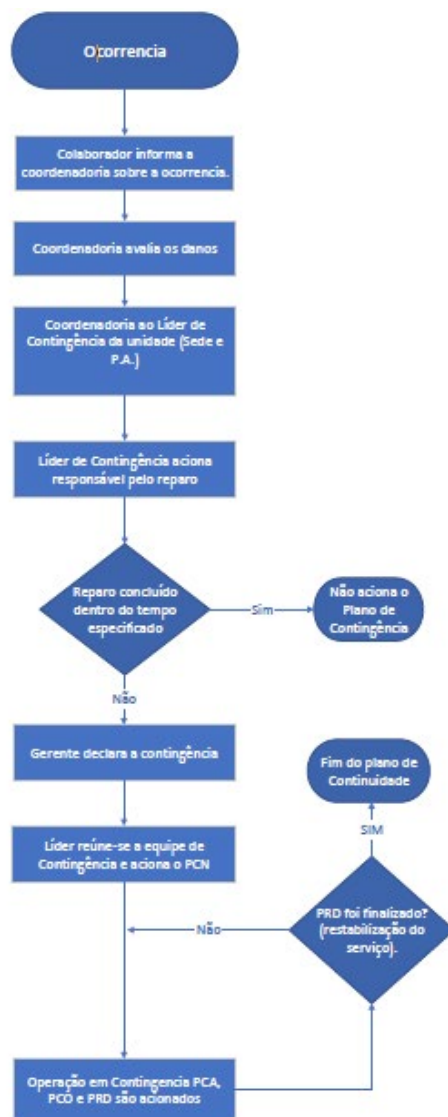 Ocorrencia
Colaborador informa a
coordenadoria sobre a ocorrencia.
Coordenadoria avalia os danos
Coordenadoria ao Líder de
Contingência da unidade (Sede e
P.A.)
Líder de Contingência aciona
responsável pelo reparo
Reparo concluído
dentro do tempo
especificado
Sim
Não aciona o
Plano de
Contingência
Não
Gerente declara a contingência
Fim do plano de
Continuidade
Líder reúne-se a equipe de
Contingência e aciona o PCN
SIM
PRD foi finalizado?
(restabilização do
serviço).
Não
Operação em Contingencia PCA,
PCO e PRD são acionados